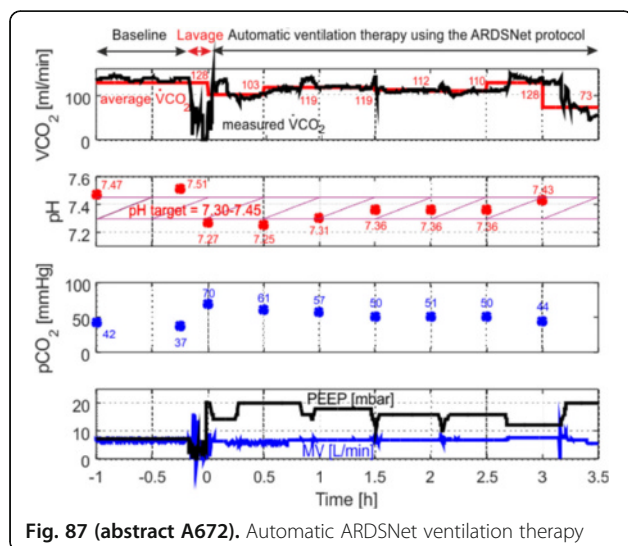 Baseline Lavage Automatic ventilation therapy using the ARDSNet protocol
VCO₂ [ml/min]
100
0
average V̇CO₂
measured V̇CO₂
128 103 119 119 112 110 128 73
pH
7.6
7.4
7.2
pH target = 7.30-7.45
7.47 7.51 7.27 7.25 7.31 7.36 7.36 7.36 7.43
pCO₂ [mmHg]
100
50
0
42 37 70 61 57 50 51 50 44
20
10
0
PEEP [mbar]
MV [L/min]
-1 -0.5 0 0.5 1 1.5 2 2.5 3 3.5
Time [h]
Fig. 87 (abstract A672). Automatic ARDSNet ventilation therapy